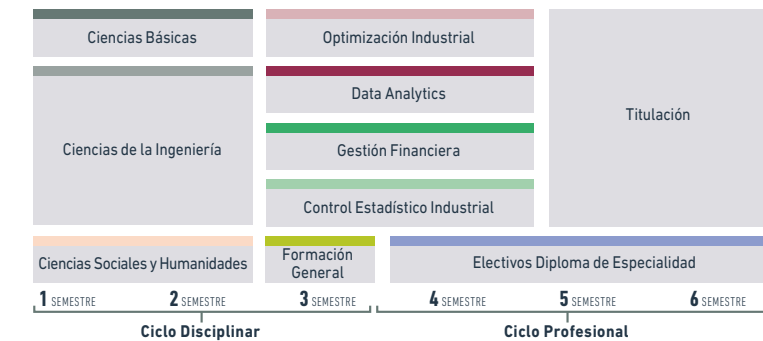 Ciencias Básicas
Optimización Industrial
Data Analytics
Titulación
Ciencias de la Ingeniería
Gestión Financiera
Control Estadístico Industrial
Ciencias Sociales y Humanidades
Formación
General
Electivos Diploma de Especialidad
1 SEMESTRE
2 SEMESTRE
3 SEMESTRE
4 SEMESTRE
5 SEMESTRE
6 SEMESTRE
Ciclo Disciplinar
Ciclo Profesional